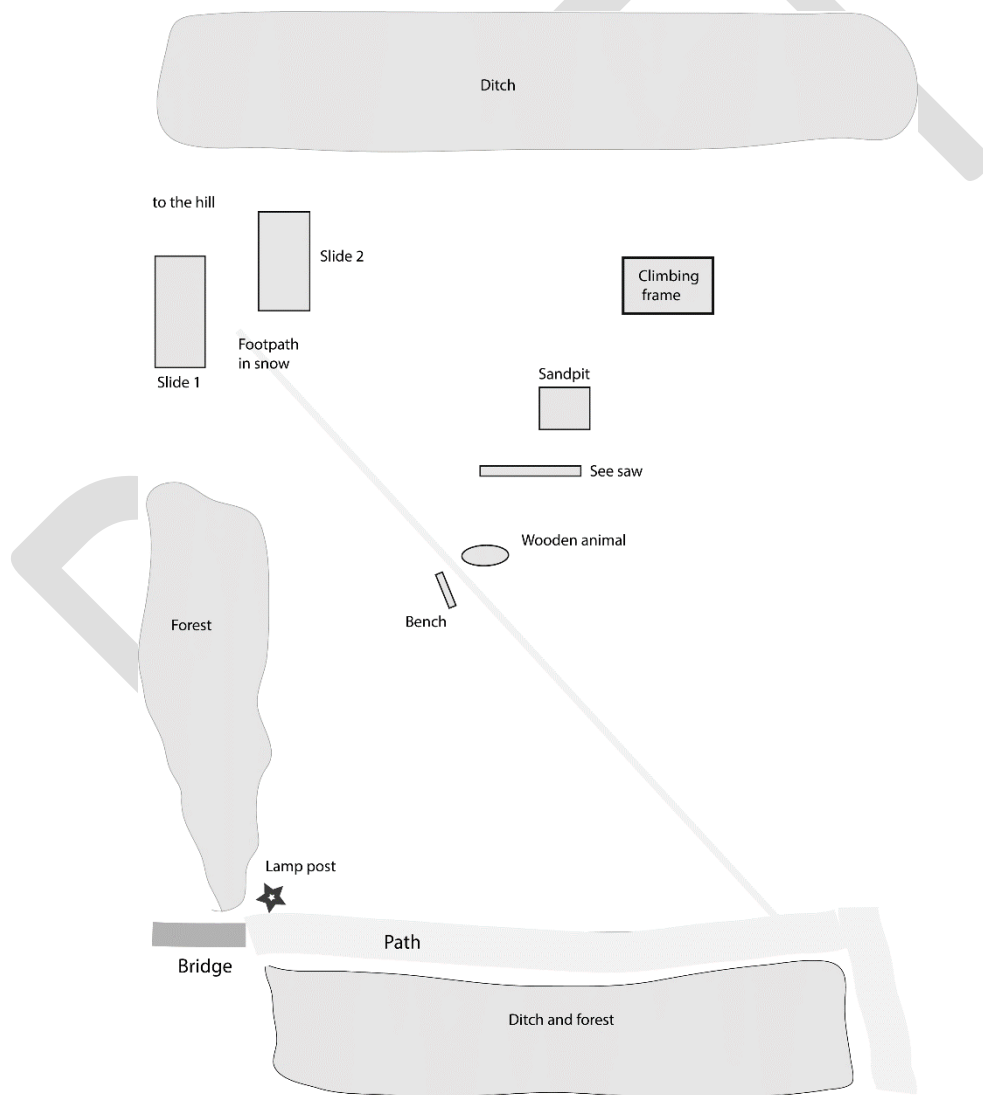 Ditch
to the hill
Slide 2
Climbing
frame
Footpath
in snow
Sandpit
Slide 1
See saw
Wooden animal
Bench
Forest
Lamp post
Path
Bridge
Ditch and forest